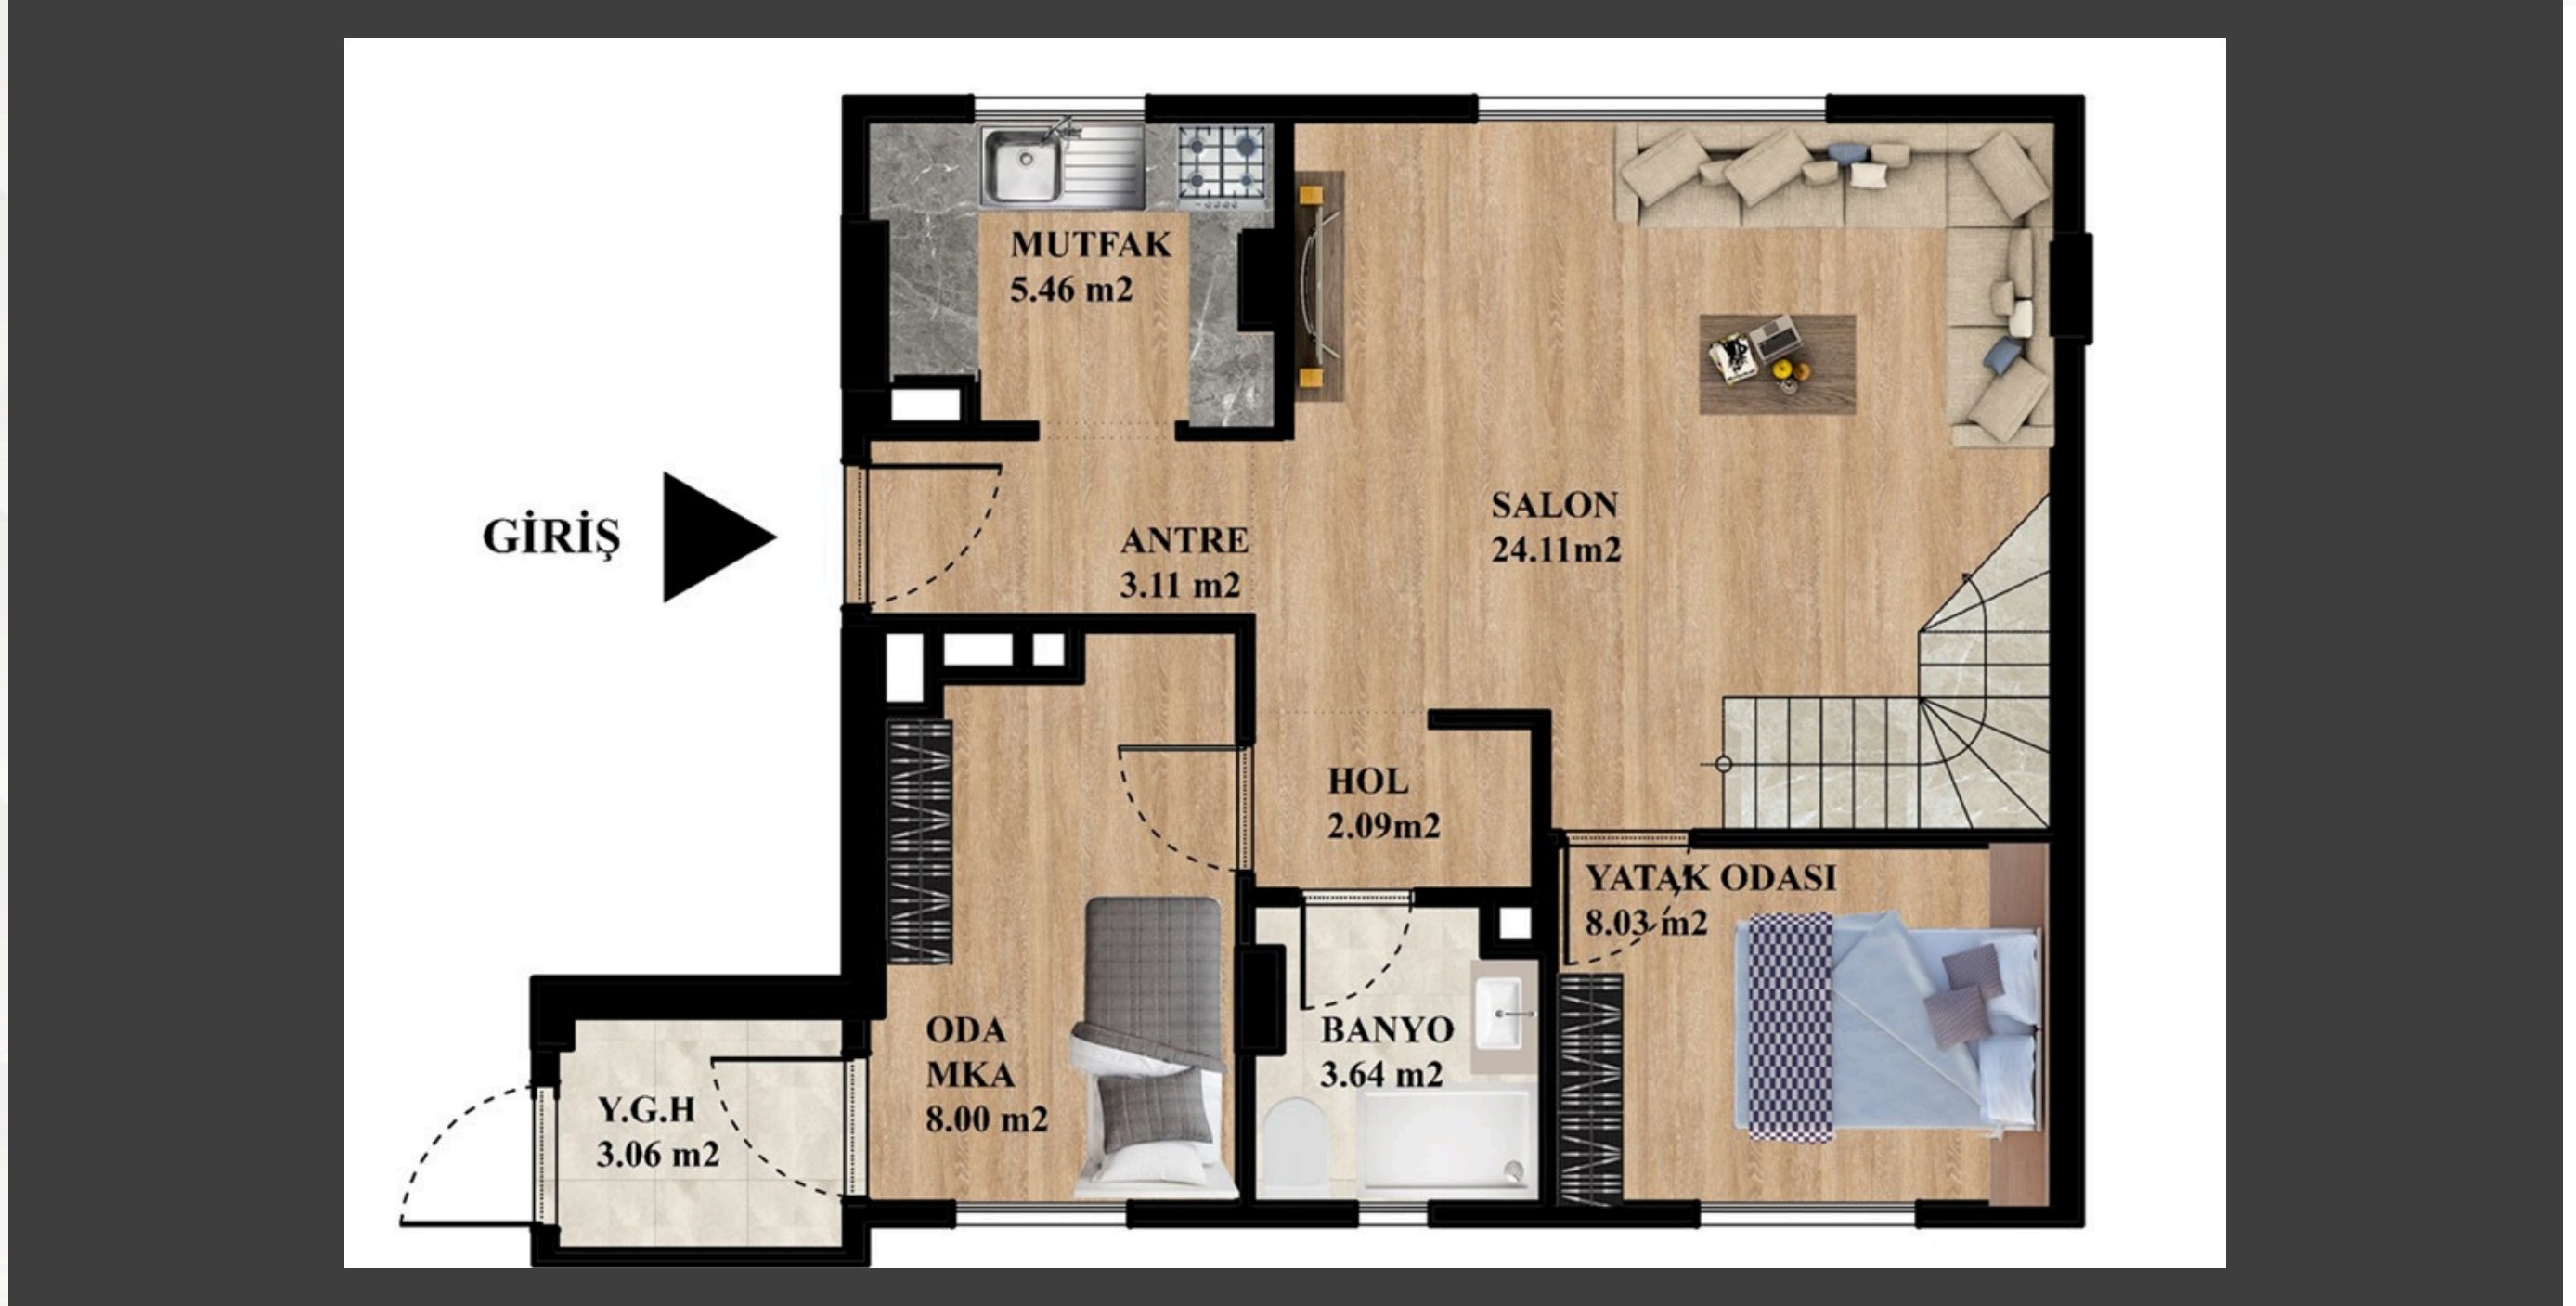 MUTFAK
5.46 m2
GİRİŞ
ANTRE
3.11 m2
SALON
24.11m2
HOL
2.09m2
YATAK ODASI
8.03 m2
ODA
MKA
8.00 m2
BANYO
3.64 m2
Y.G.H
3.06 m2